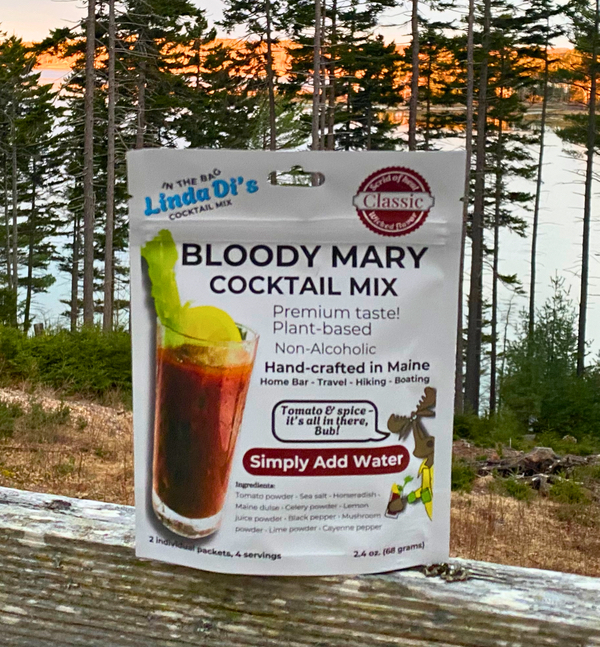 IN THE BAG
Linda Di's
COCKTAIL MIX
Scrid of heat
Classic
Wicked flavor
BLOODY MARY
COCKTAIL MIX
Premium taste!
Plant-based
Non-Alcoholic
Hand-crafted in Maine
Home Bar - Travel - Hiking - Boating
Tomato & spice -
it's all in there,
Bub!
Simply Add Water
Ingredients:
Tomato powder - Sea salt - Horseradish -
Maine dulse - Celery powder - Lemon
juice powder - Black pepper - Mushroom
powder - Lime powder - Cayenne pepper
2 individual packets, 4 servings
2.4 oz. (68 grams)